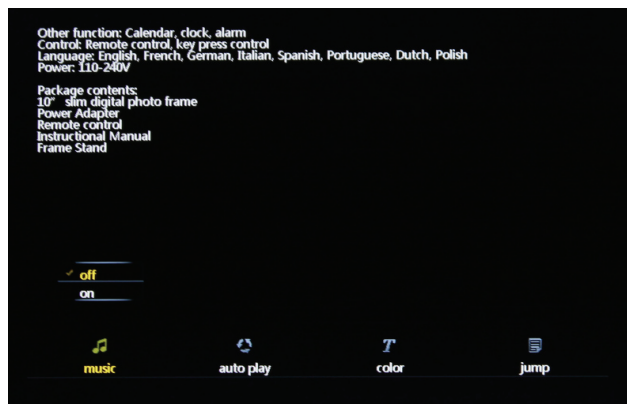 Other function: Calendar, clock, alarm
Control: Remote control, key press control
Language: English, French, German, Italian, Spanish, Portuguese, Dutch, Polish
Power: 110-240V
Package contents:
10" slim digital photo frame
Power Adapter
Remote control
Instructional Manual
Frame Stand
off
on
music auto play color jump